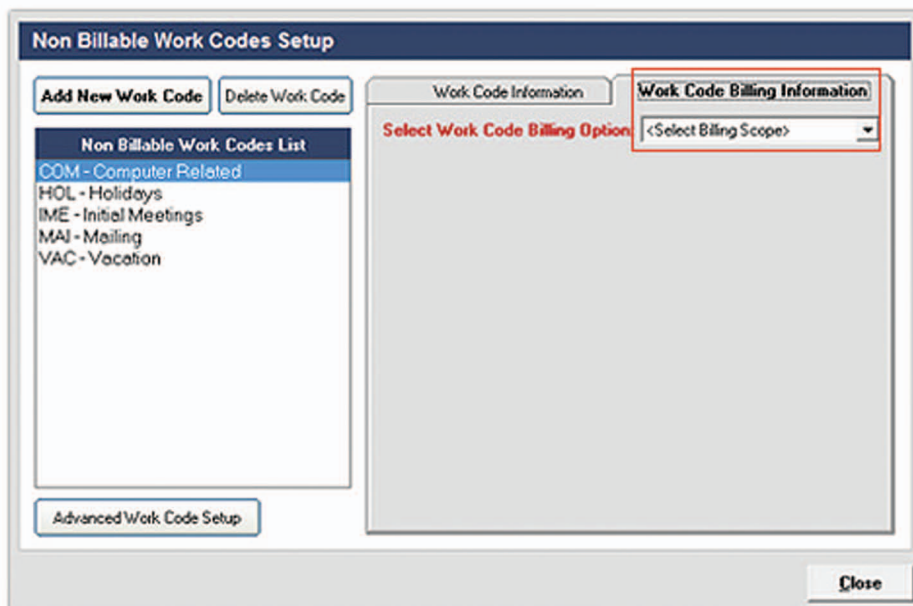 Non Billable Work Codes Setup
Add New Work Code
Delete Work Code
Work Code Information
Work Code Billing Information
Non Billable Work Codes List
Select Work Code Billing Option:
<Select Billing Scope>
COM - Computer Related
HOL - Holidays
IME - Initial Meetings
MAI - Mailing
VAC - Vacation
Advanced Work Code Setup
Close